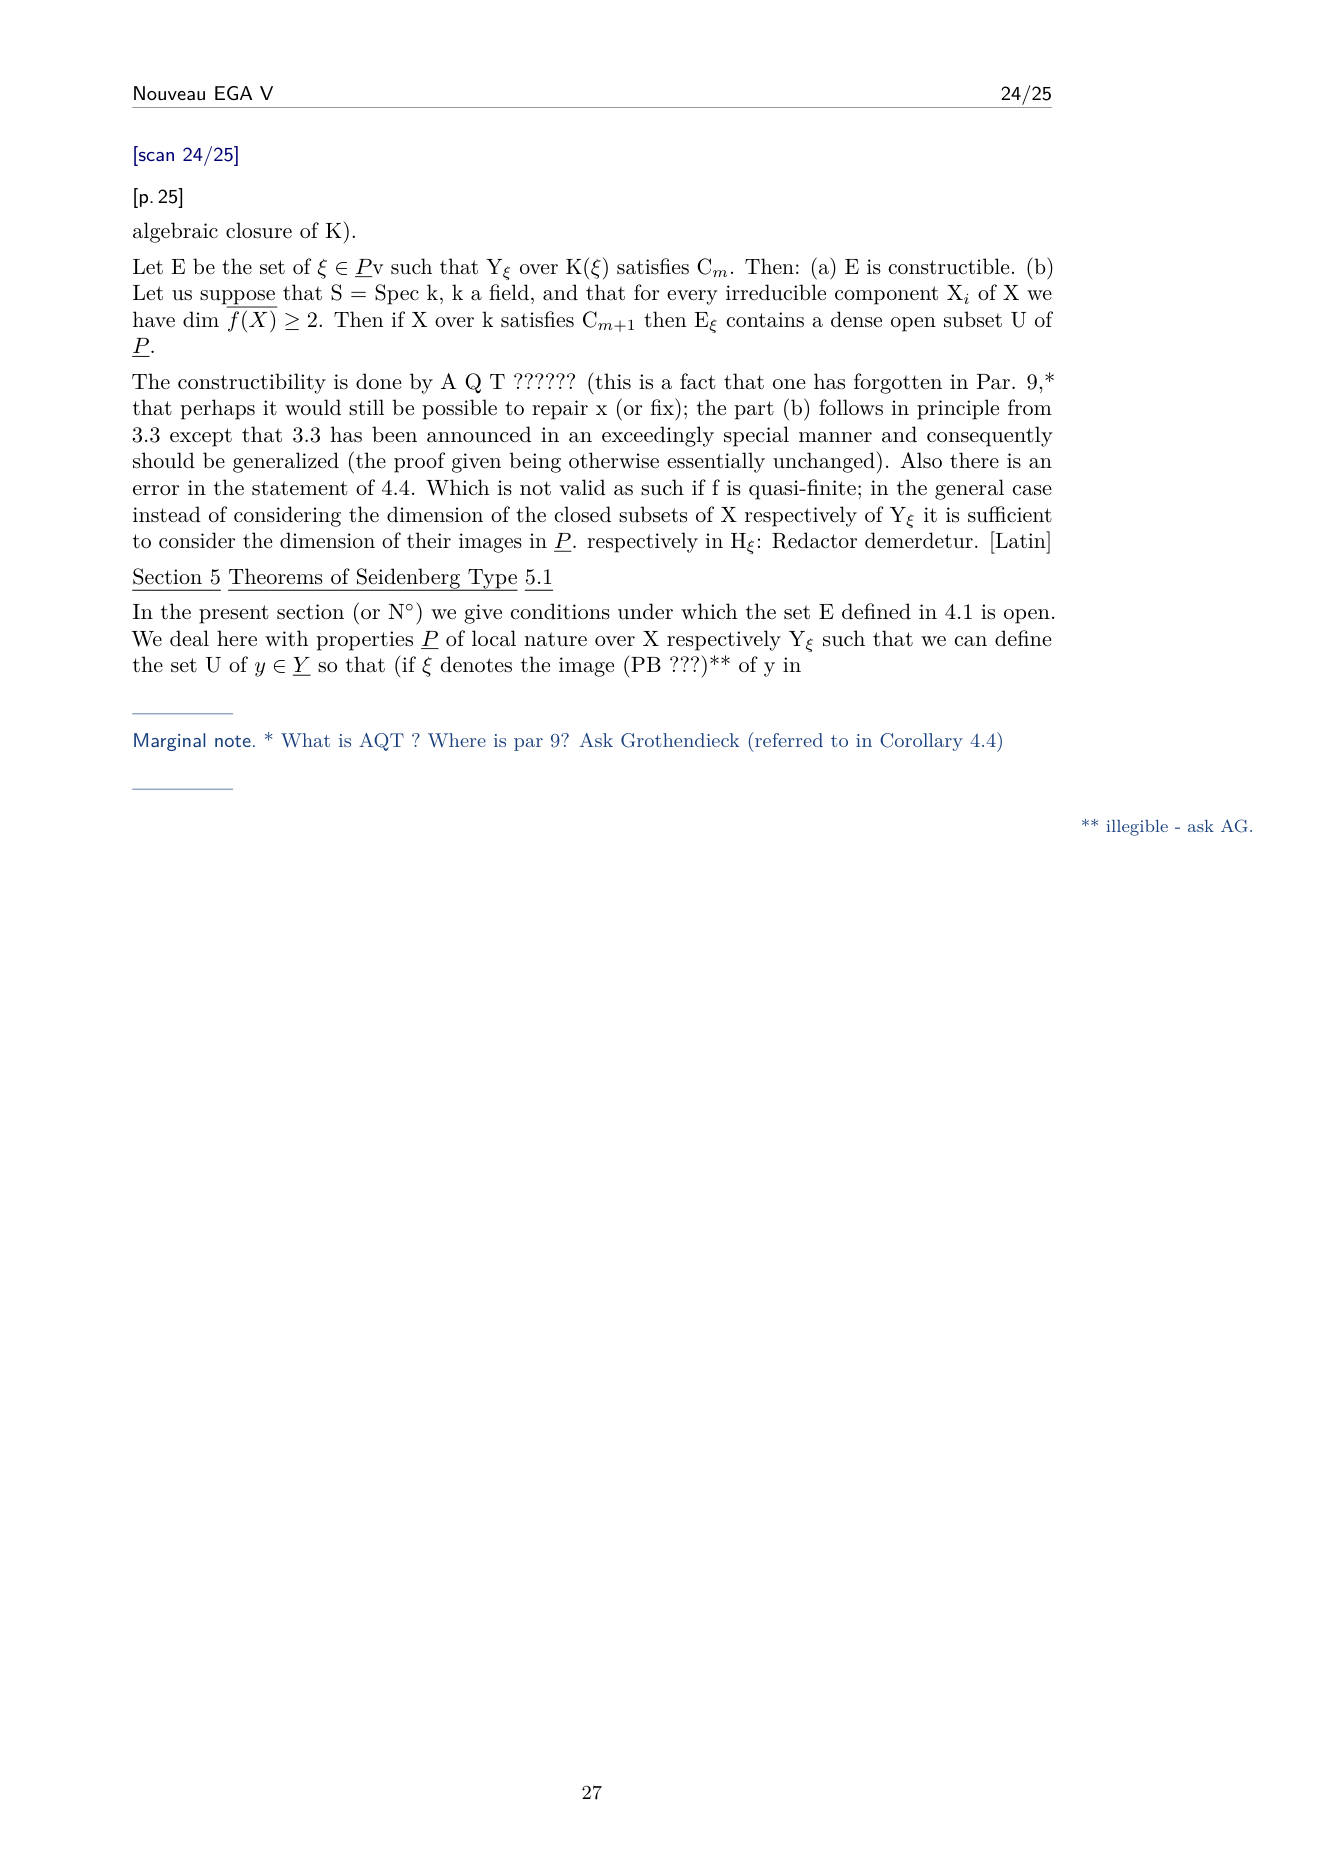 Nouveau EGA V 24/25
[scan 24/25]
[p. 25]
algebraic closure of K).
Let E be the set of ξ ∈ Pv such that Yξ over K(ξ) satisfies Cm. Then: (a) E is constructible. (b)
Let us suppose that S = Spec k, k a field, and that for every irreducible component Xi of X we
have dim f(X) ≥ 2. Then if X over k satisfies Cm+1 then Eξ contains a dense open subset U of
P.
The constructibility is done by A Q T ?????? (this is a fact that one has forgotten in Par. 9,*
that perhaps it would still be possible to repair x (or fix); the part (b) follows in principle from
3.3 except that 3.3 has been announced in an exceedingly special manner and consequently
should be generalized (the proof given being otherwise essentially unchanged). Also there is an
error in the statement of 4.4. Which is not valid as such if f is quasi-finite; in the general case
instead of considering the dimension of the closed subsets of X respectively of Yξ it is sufficient
to consider the dimension of their images in P. respectively in Hξ: Redactor demerdetur. [Latin]
Section 5 Theorems of Seidenberg Type 5.1
In the present section (or N°) we give conditions under which the set E defined in 4.1 is open.
We deal here with properties P of local nature over X respectively Yξ such that we can define
the set U of y ∈ Y so that (if ξ denotes the image (PB ???)** of y in
Marginal note. * What is AQT ? Where is par 9? Ask Grothendieck (referred to in Corollary 4.4)
** illegible - ask AG.
27